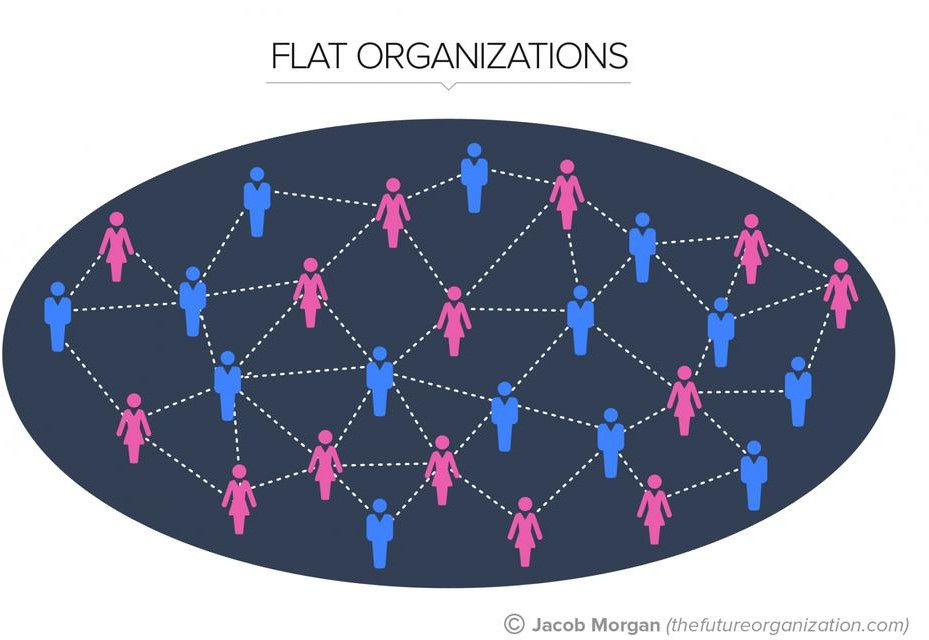 FLAT ORGANIZATIONS
© Jacob Morgan (thefutureorganization.com)